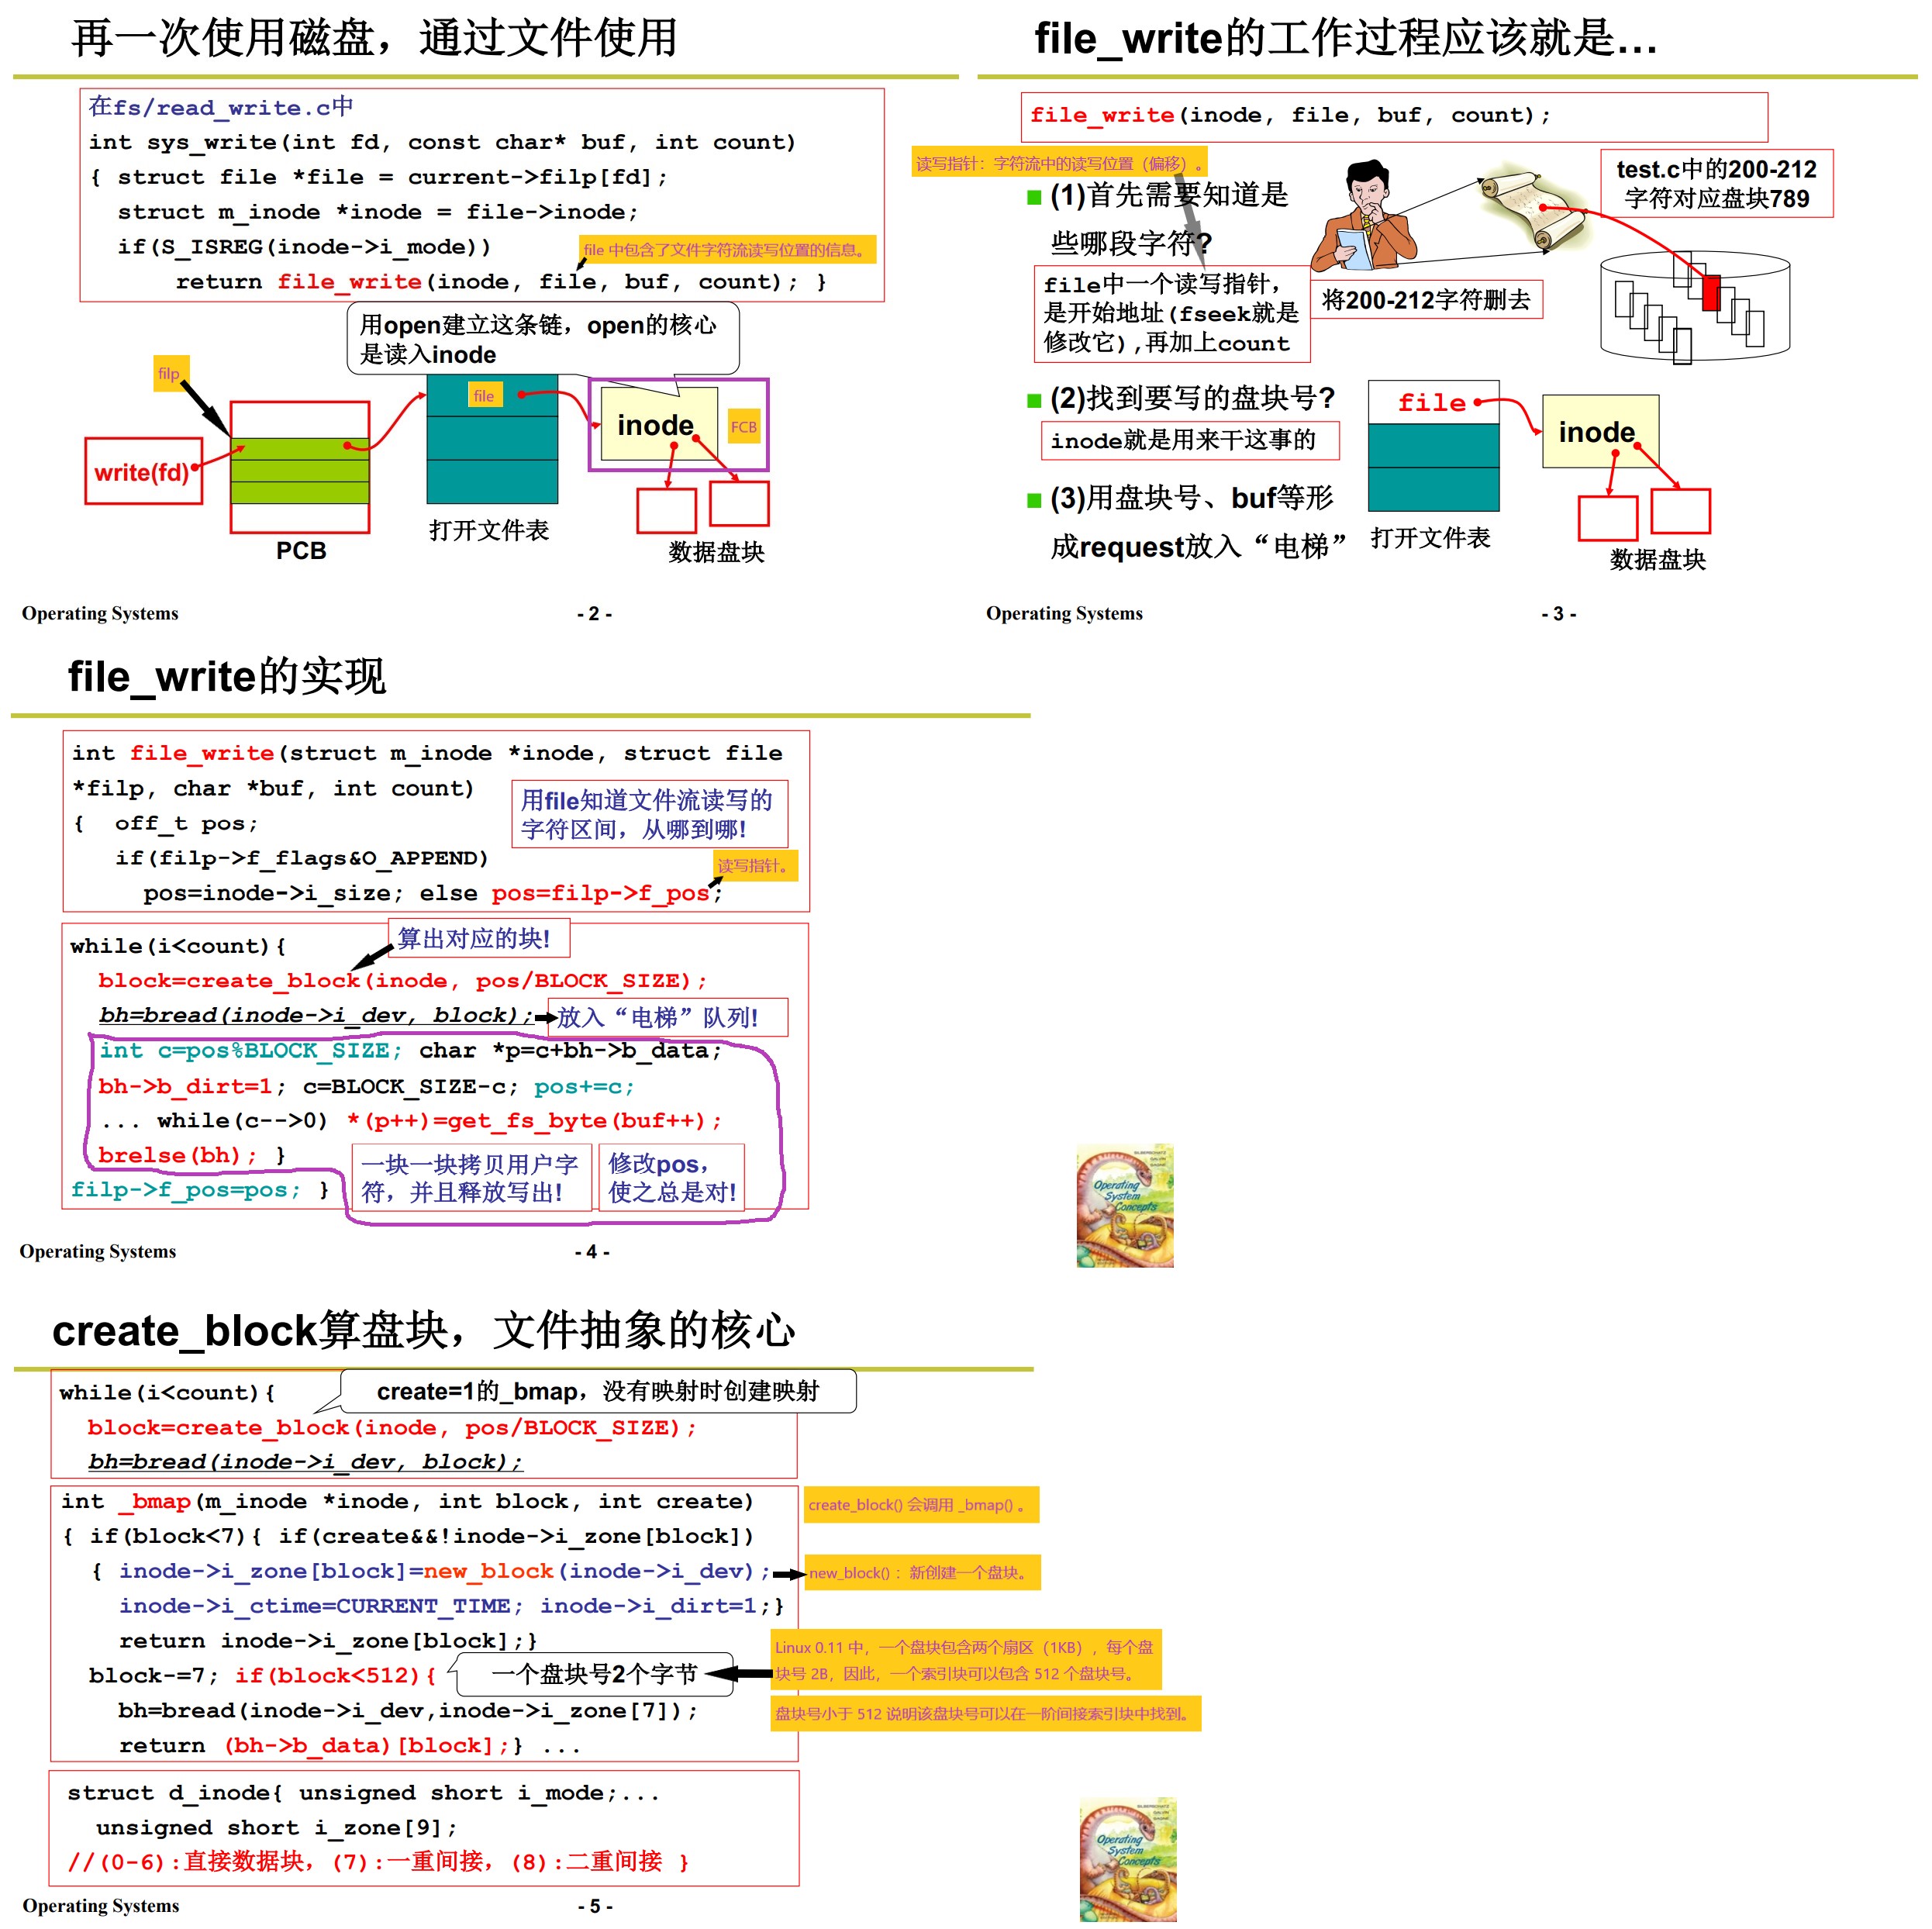 再一次使用磁盘，通过文件使用
在fs/read_write.c中
int sys_write(int fd, const char* buf, int count)
{ struct file *file = current->filp[fd];
struct m_inode *inode = file->inode;
if(S_ISREG(inode->i_mode))
file 中包含了文件字符流读写位置的信息。
return file_write(inode, file, buf, count); }
用open建立这条链，open的核心
是读入inode
filp
file
inode
FCB
write(fd)
PCB
打开文件表
数据盘块
Operating Systems
- 2 -
file_write的工作过程应该就是…
file_write(inode, file, buf, count);
读写指针：字符流中的读写位置（偏移）。
(1)首先需要知道是
些哪段字符?
test.c中的200-212
字符对应盘块789
file中一个读写指针，
是开始地址(fseek就是
修改它),再加上count
将200-212字符删去
(2)找到要写的盘块号?
inode就是用来干这事的
(3)用盘块号、buf等形
成request放入“电梯”
file
inode
打开文件表
数据盘块
Operating Systems
- 3 -
file_write的实现
int file_write(struct m_inode *inode, struct file
*filp, char *buf, int count)
{ off_t pos;
用file知道文件流读写的
字符区间，从哪到哪!
if(filp->f_flags&O_APPEND)
读写指针。
pos=inode->i_size; else pos=filp->f_pos;
while(i<count){
算出对应的块!
block=create_block(inode, pos/BLOCK_SIZE);
bh=bread(inode->i_dev, block);
放入“电梯”队列!
int c=pos%BLOCK_SIZE; char *p=c+bh->b_data;
bh->b_dirt=1; c=BLOCK_SIZE-c; pos+=c;
... while(c-->0) *(p++)=get_fs_byte(buf++);
brelse(bh); }
filp->f_pos=pos; }
一块一块拷贝用户字
符，并且释放写出!
修改pos，
使之总是对!
Operating Systems
- 4 -
SILBERSCHATZ
GALVIN
GAGNE
Operating
System
Concepts
create_block算盘块，文件抽象的核心
while(i<count){
create=1的_bmap，没有映射时创建映射
block=create_block(inode, pos/BLOCK_SIZE);
bh=bread(inode->i_dev, block);
int _bmap(m_inode *inode, int block, int create)
create_block() 会调用 _bmap() 。
{ if(block<7){ if(create&&!inode->i_zone[block])
{ inode->i_zone[block]=new_block(inode->i_dev);
new_block() ：新创建一个盘块。
inode->i_ctime=CURRENT_TIME; inode->i_dirt=1;}
return inode->i_zone[block];}
block-=7; if(block<512){
一个盘块号2个字节
Linux 0.11 中，一个盘块包含两个扇区（1KB），每个盘
块号 2B，因此，一个索引块可以包含 512 个盘块号。
bh=bread(inode->i_dev,inode->i_zone[7]);
盘块号小于 512 说明该盘块号可以在一阶间接索引块中找到。
return (bh->b_data)[block];} ...
struct d_inode{ unsigned short i_mode;...
unsigned short i_zone[9];
//(0-6):直接数据块，(7):一重间接，(8):二重间接 }
Operating Systems
- 5 -
SILBERSCHATZ
GALVIN
GAGNE
Operating
System
Concepts